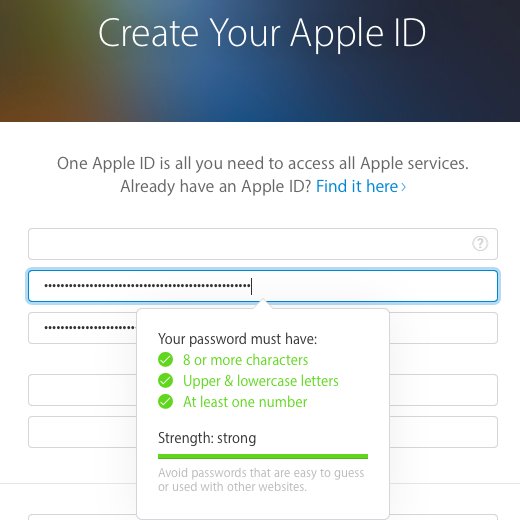 Create Your Apple ID
One Apple ID is all you need to access all Apple services.
Already have an Apple ID? Find it here ›
?
Your password must have:
8 or more characters
Upper & lowercase letters
At least one number
Strength: strong
Avoid passwords that are easy to guess
or used with other websites.